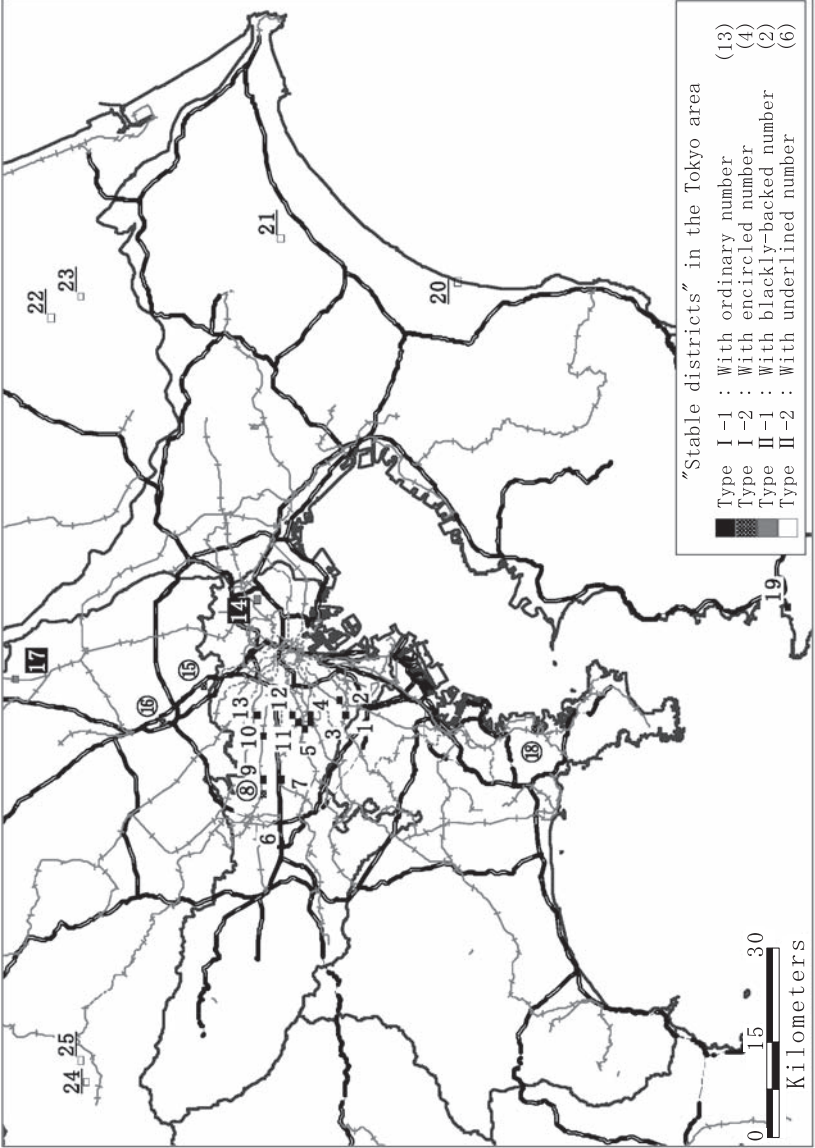 17
22
24 25
23
⑯
⑮
14
⑧ 9 10 13
6
21
11 12
7
5 4
3
1 2
20
⑱
"Stable districts" in the Tokyo area
Type Ⅰ-1 : With ordinary number (13)
Type Ⅰ-2 : With encircled number (4)
Type Ⅱ-1 : With blackly-backed number (2)
Type Ⅱ-2 : With underlined number (6)
19
0 15 30
Kilometers